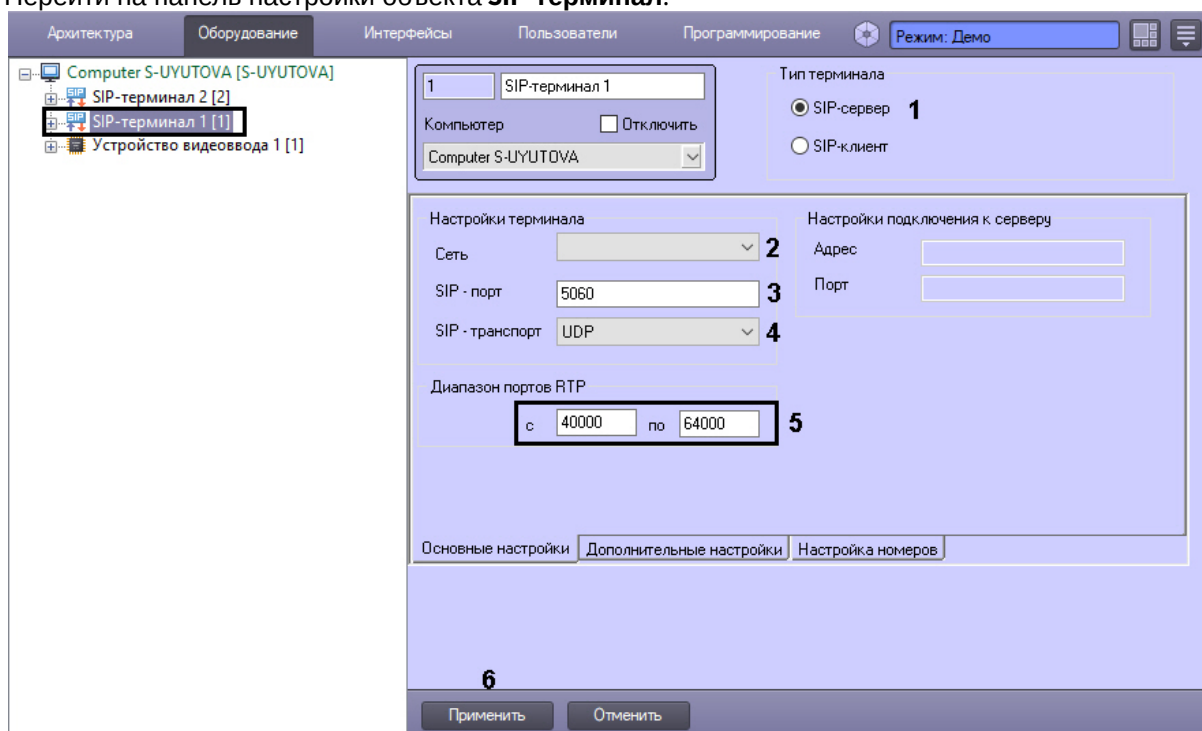 Перейти на панель настройки объекта SIP-терминал.
Архитектура Оборудование Интерфейсы Пользователи Программирование Режим: Демо
Computer S-UYUTOVA [S-UYUTOVA]
SIP-терминал 2 [2]
SIP-терминал 1 [1]
Устройство видеоввода 1 [1]
1 SIP-терминал 1
Компьютер Отключить
Computer S-UYUTOVA
Тип терминала
SIP-сервер 1
SIP-клиент
Настройки терминала
Сеть 2
SIP - порт 5060 3
SIP - транспорт UDP 4
Настройки подключения к серверу
Адрес
Порт
Диапазон портов RTP
с 40000 по 64000 5
Основные настройки Дополнительные настройки Настройка номеров
6
Применить Отменить